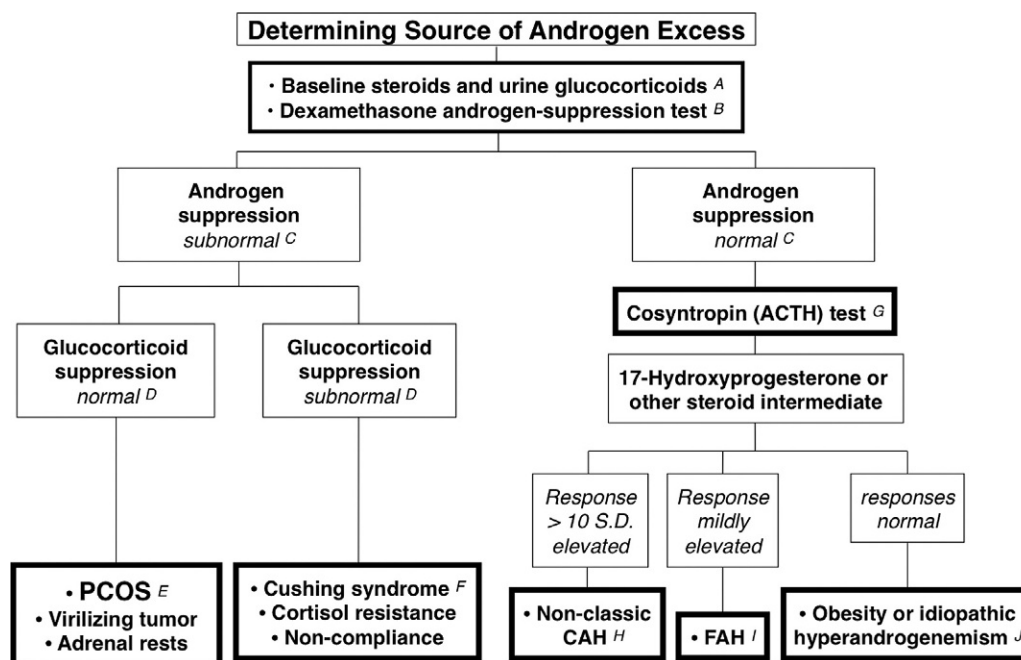 Determining Source of Androgen Excess
• Baseline steroids and urine glucocorticoids A
• Dexamethasone androgen-suppression test B
Androgen
suppression
subnormal C
Androgen
suppression
normal C
Glucocorticoid
suppression
normal D
Glucocorticoid
suppression
subnormal D
Cosyntropin (ACTH) test G
17-Hydroxyprogesterone or
other steroid intermediate
Response
> 10 S.D.
elevated
Response
mildly
elevated
responses
normal
• PCOS E
• Virilizing tumor
• Adrenal rests
• Cushing syndrome F
• Cortisol resistance
• Non-compliance
• Non-classic
CAH H
• FAH I
• Obesity or idiopathic
hyperandrogenemism J